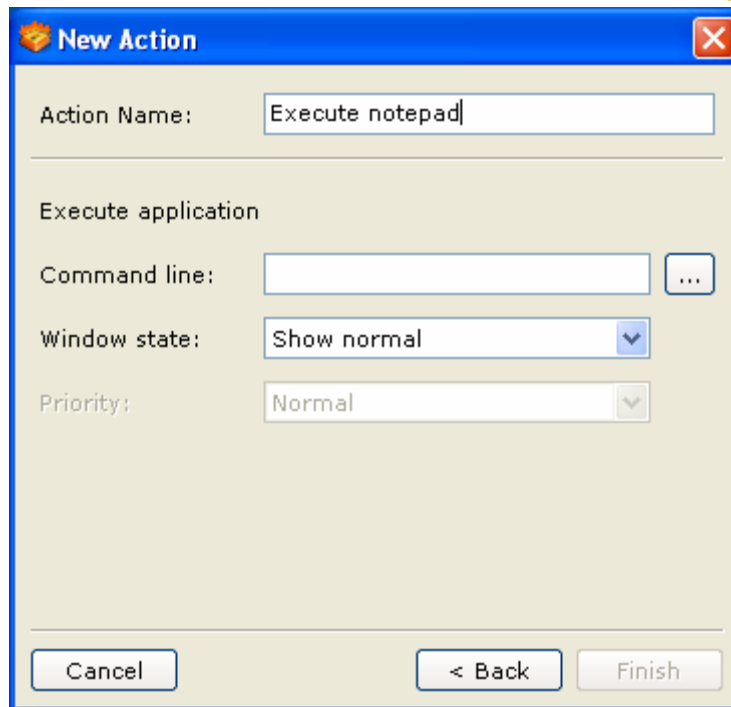 New Action
Action Name: Execute notepad
Execute application
Command line: ...
Window state: Show normal
Priority: Normal
Cancel < Back Finish